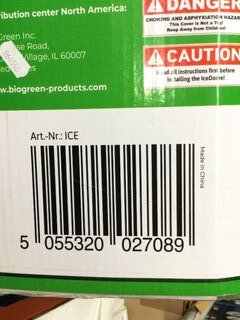 ribution center North America:
Green Inc.
se Road,
Village, IL 60007
www.biogreen-products.com
DANGER
CHOKING AND ASPHYXIATION HAZARD
This Cover is Not a Toy!
Keep Away from Children!
CAUTION
Read all instructions first before
installing the IceDome!
Art.-Nr.: ICE
Made in China
5 055320 027089